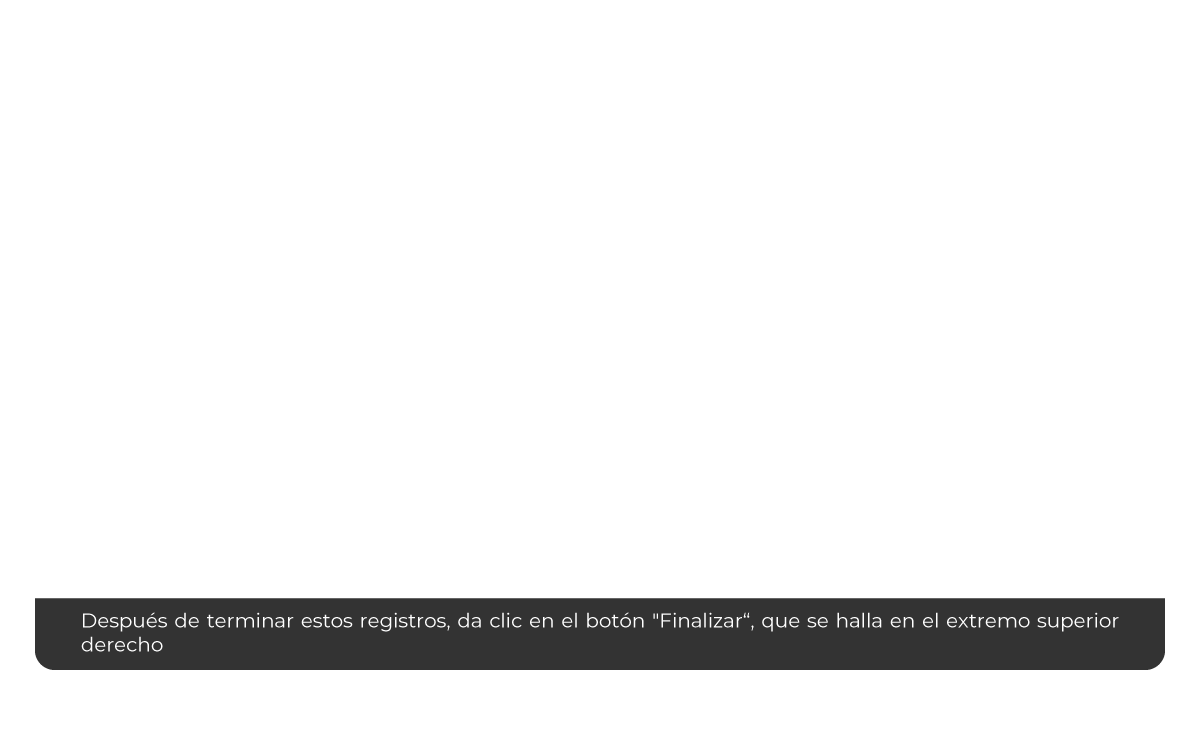 Después de terminar estos registros, da clic en el botón "Finalizar“, que se halla en el extremo superior
derecho